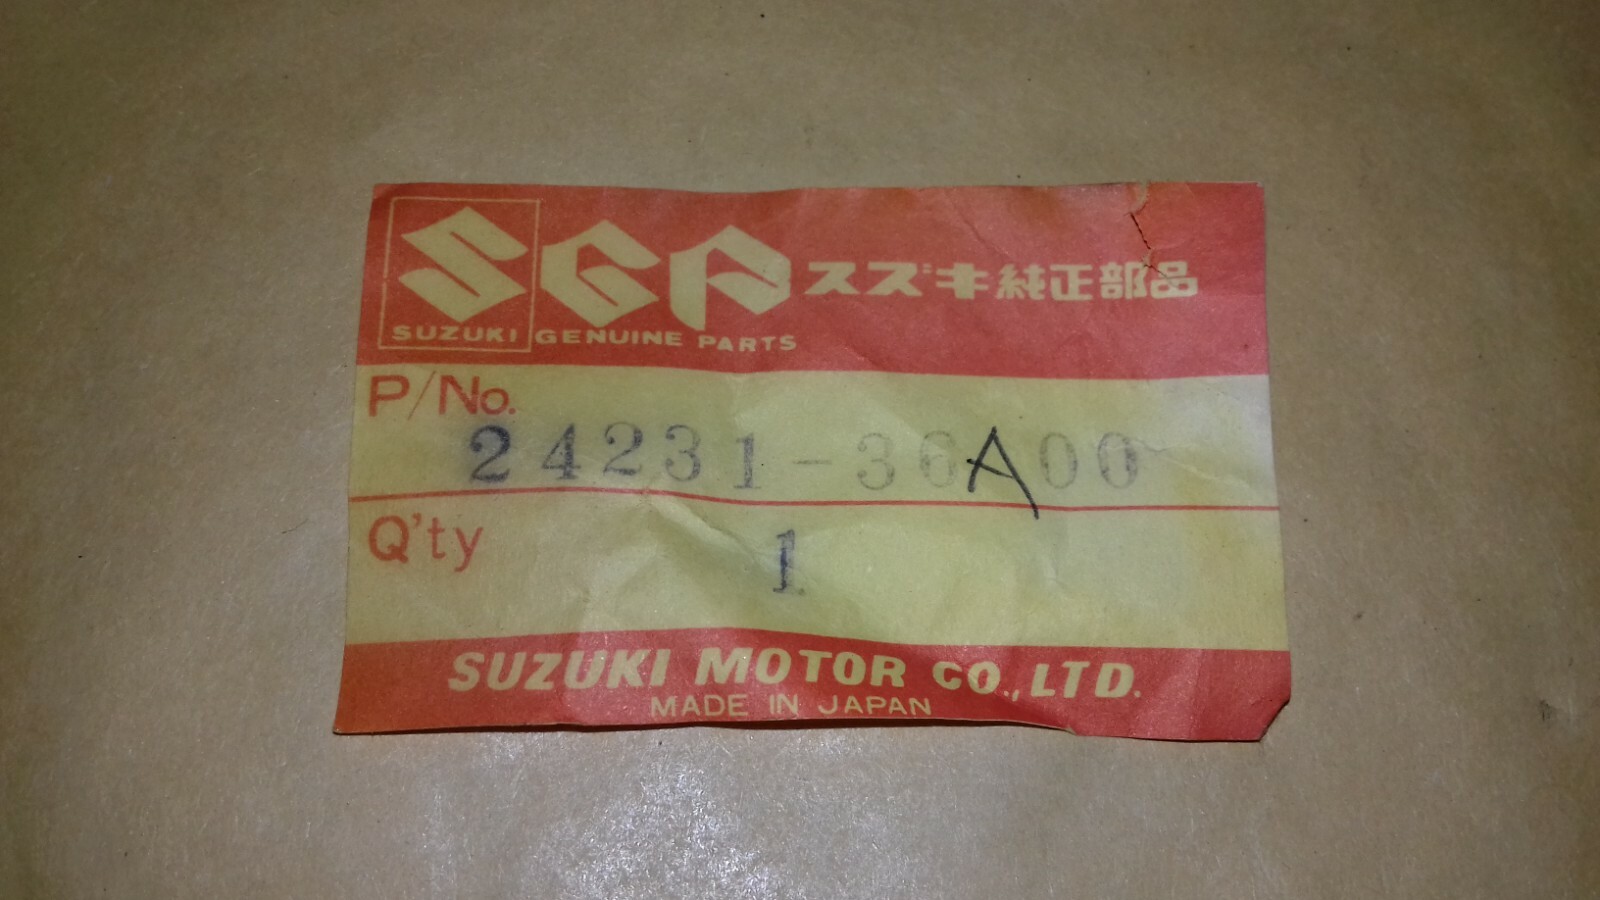 SGP スズキ純正部品
SUZUKI GENUINE PARTS
P/No.
24231-36A00
Q'ty
1
SUZUKI MOTOR CO., LTD.
MADE IN JAPAN